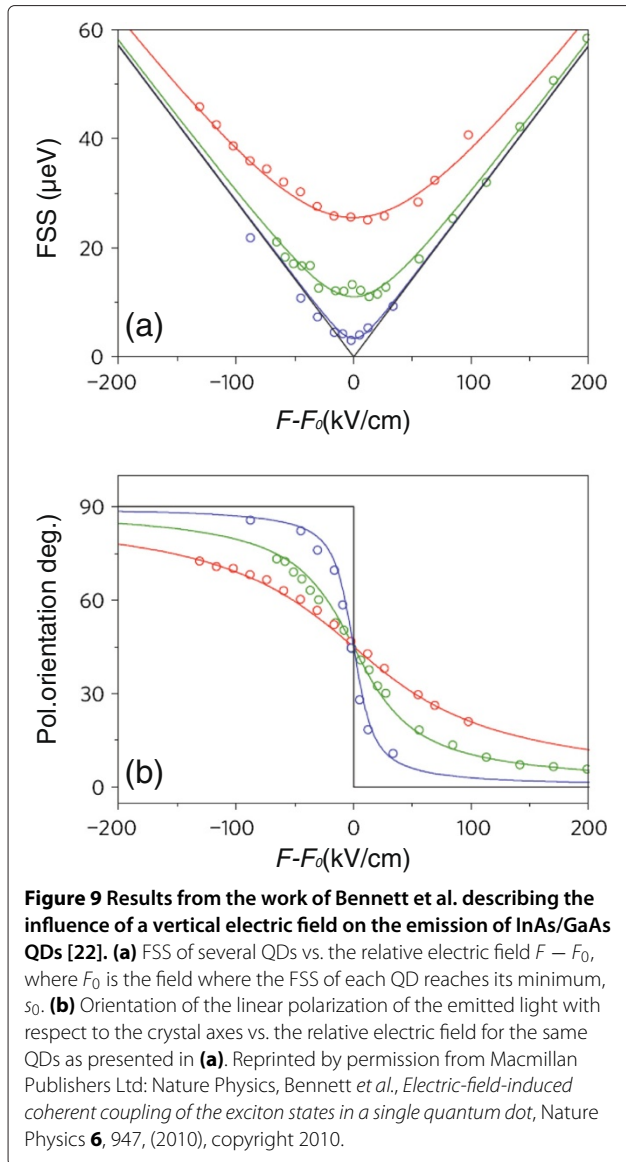 60
40
20
0
FSS (µeV)
(a)
−200
−100
0
100
200
F-F₀(kV/cm)
90
60
30
0
Pol.orientation deg.
(b)
−200
−100
0
100
200
F-F₀(kV/cm)
Figure 9 Results from the work of Bennett et al. describing the
influence of a vertical electric field on the emission of InAs/GaAs
QDs [22]. (a) FSS of several QDs vs. the relative electric field F − F₀,
where F₀ is the field where the FSS of each QD reaches its minimum,
s₀. (b) Orientation of the linear polarization of the emitted light with
respect to the crystal axes vs. the relative electric field for the same
QDs as presented in (a). Reprinted by permission from Macmillan
Publishers Ltd: Nature Physics, Bennett et al., Electric-field-induced
coherent coupling of the exciton states in a single quantum dot, Nature
Physics 6, 947, (2010), copyright 2010.